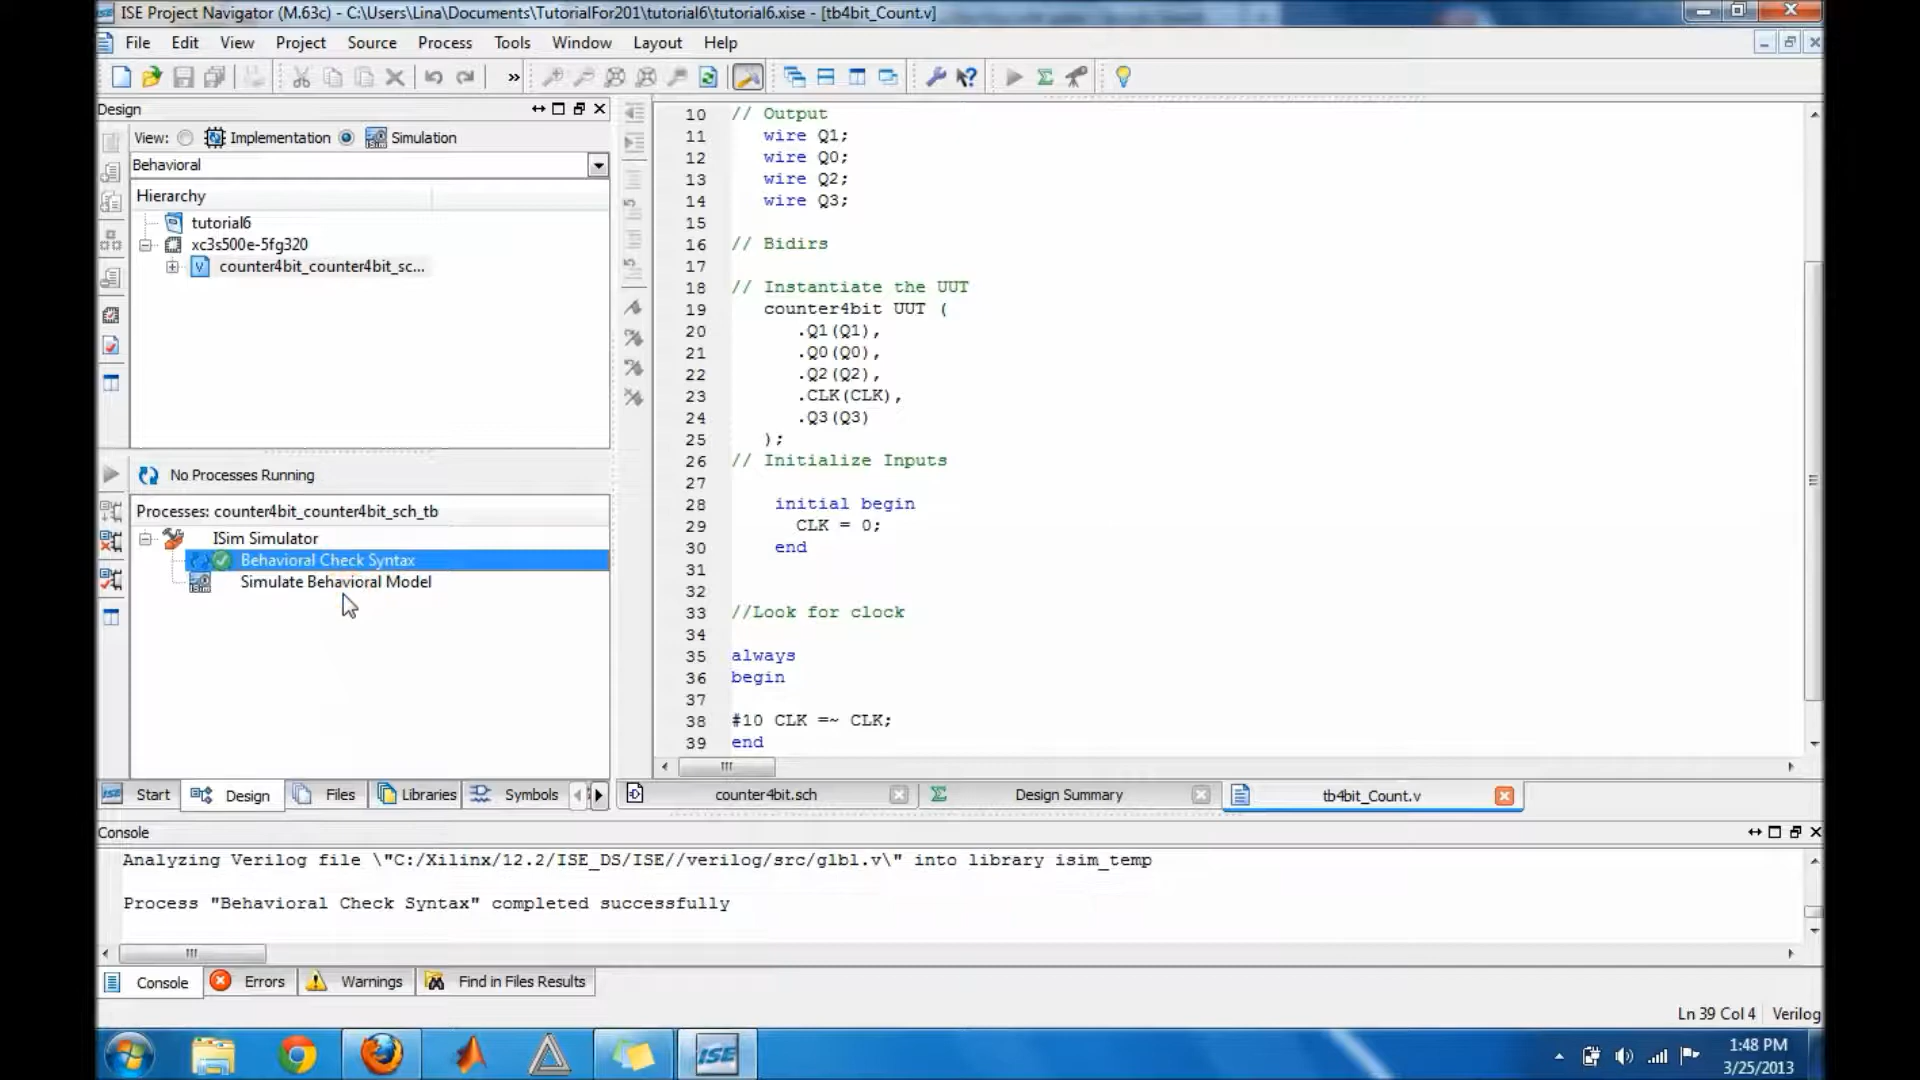 ISE Project Navigator (M.63c) - C:\Users\Lina\Documents\TutorialFor201\tutorial6\tutorial6.xise - [tb4bit_Count.v]
File Edit View Project Source Process Tools Window Layout Help
Design
View: Implementation Simulation
Behavioral
Hierarchy
tutorial6
xc3s500e-5fg320
counter4bit_counter4bit_sc...
No Processes Running
Processes: counter4bit_counter4bit_sch_tb
ISim Simulator
Behavioral Check Syntax
Simulate Behavioral Model
10 // Output
11 wire Q1;
12 wire Q0;
13 wire Q2;
14 wire Q3;
15
16 // Bidirs
17
18 // Instantiate the UUT
19 counter4bit UUT (
20 .Q1(Q1),
21 .Q0(Q0),
22 .Q2(Q2),
23 .CLK(CLK),
24 .Q3(Q3)
25 );
26 // Initialize Inputs
27
28 initial begin
29 CLK = 0;
30 end
31
32
33 //Look for clock
34
35 always
36 begin
37
38 #10 CLK =~ CLK;
39 end
Start Design Files Libraries Symbols
counter4bit.sch Design Summary tb4bit_Count.v
Console
Analyzing Verilog file \"C:/Xilinx/12.2/ISE_DS/ISE//verilog/src/glbl.v\" into library isim_temp
Process "Behavioral Check Syntax" completed successfully
Console Errors Warnings Find in Files Results
Ln 39 Col 4 Verilog
ISE
1:48 PM
3/25/2013